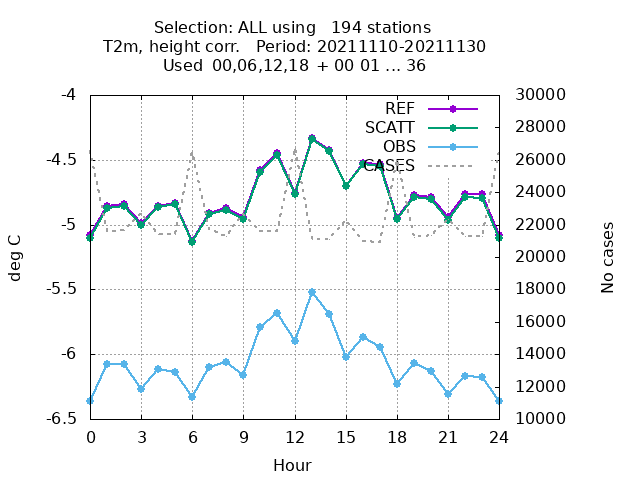 Selection: ALL using   194 stations
T2m, height corr.   Period: 20211110-20211130
Used  00,06,12,18  + 00 01 ... 36
-4
-4.5
-5
-5.5
-6
-6.5
30000
28000
26000
24000
22000
20000
18000
16000
14000
12000
10000
REF
SCATT
OBS
CASES
deg C
No cases
0 3 6 9 12 15 18 21 24
Hour